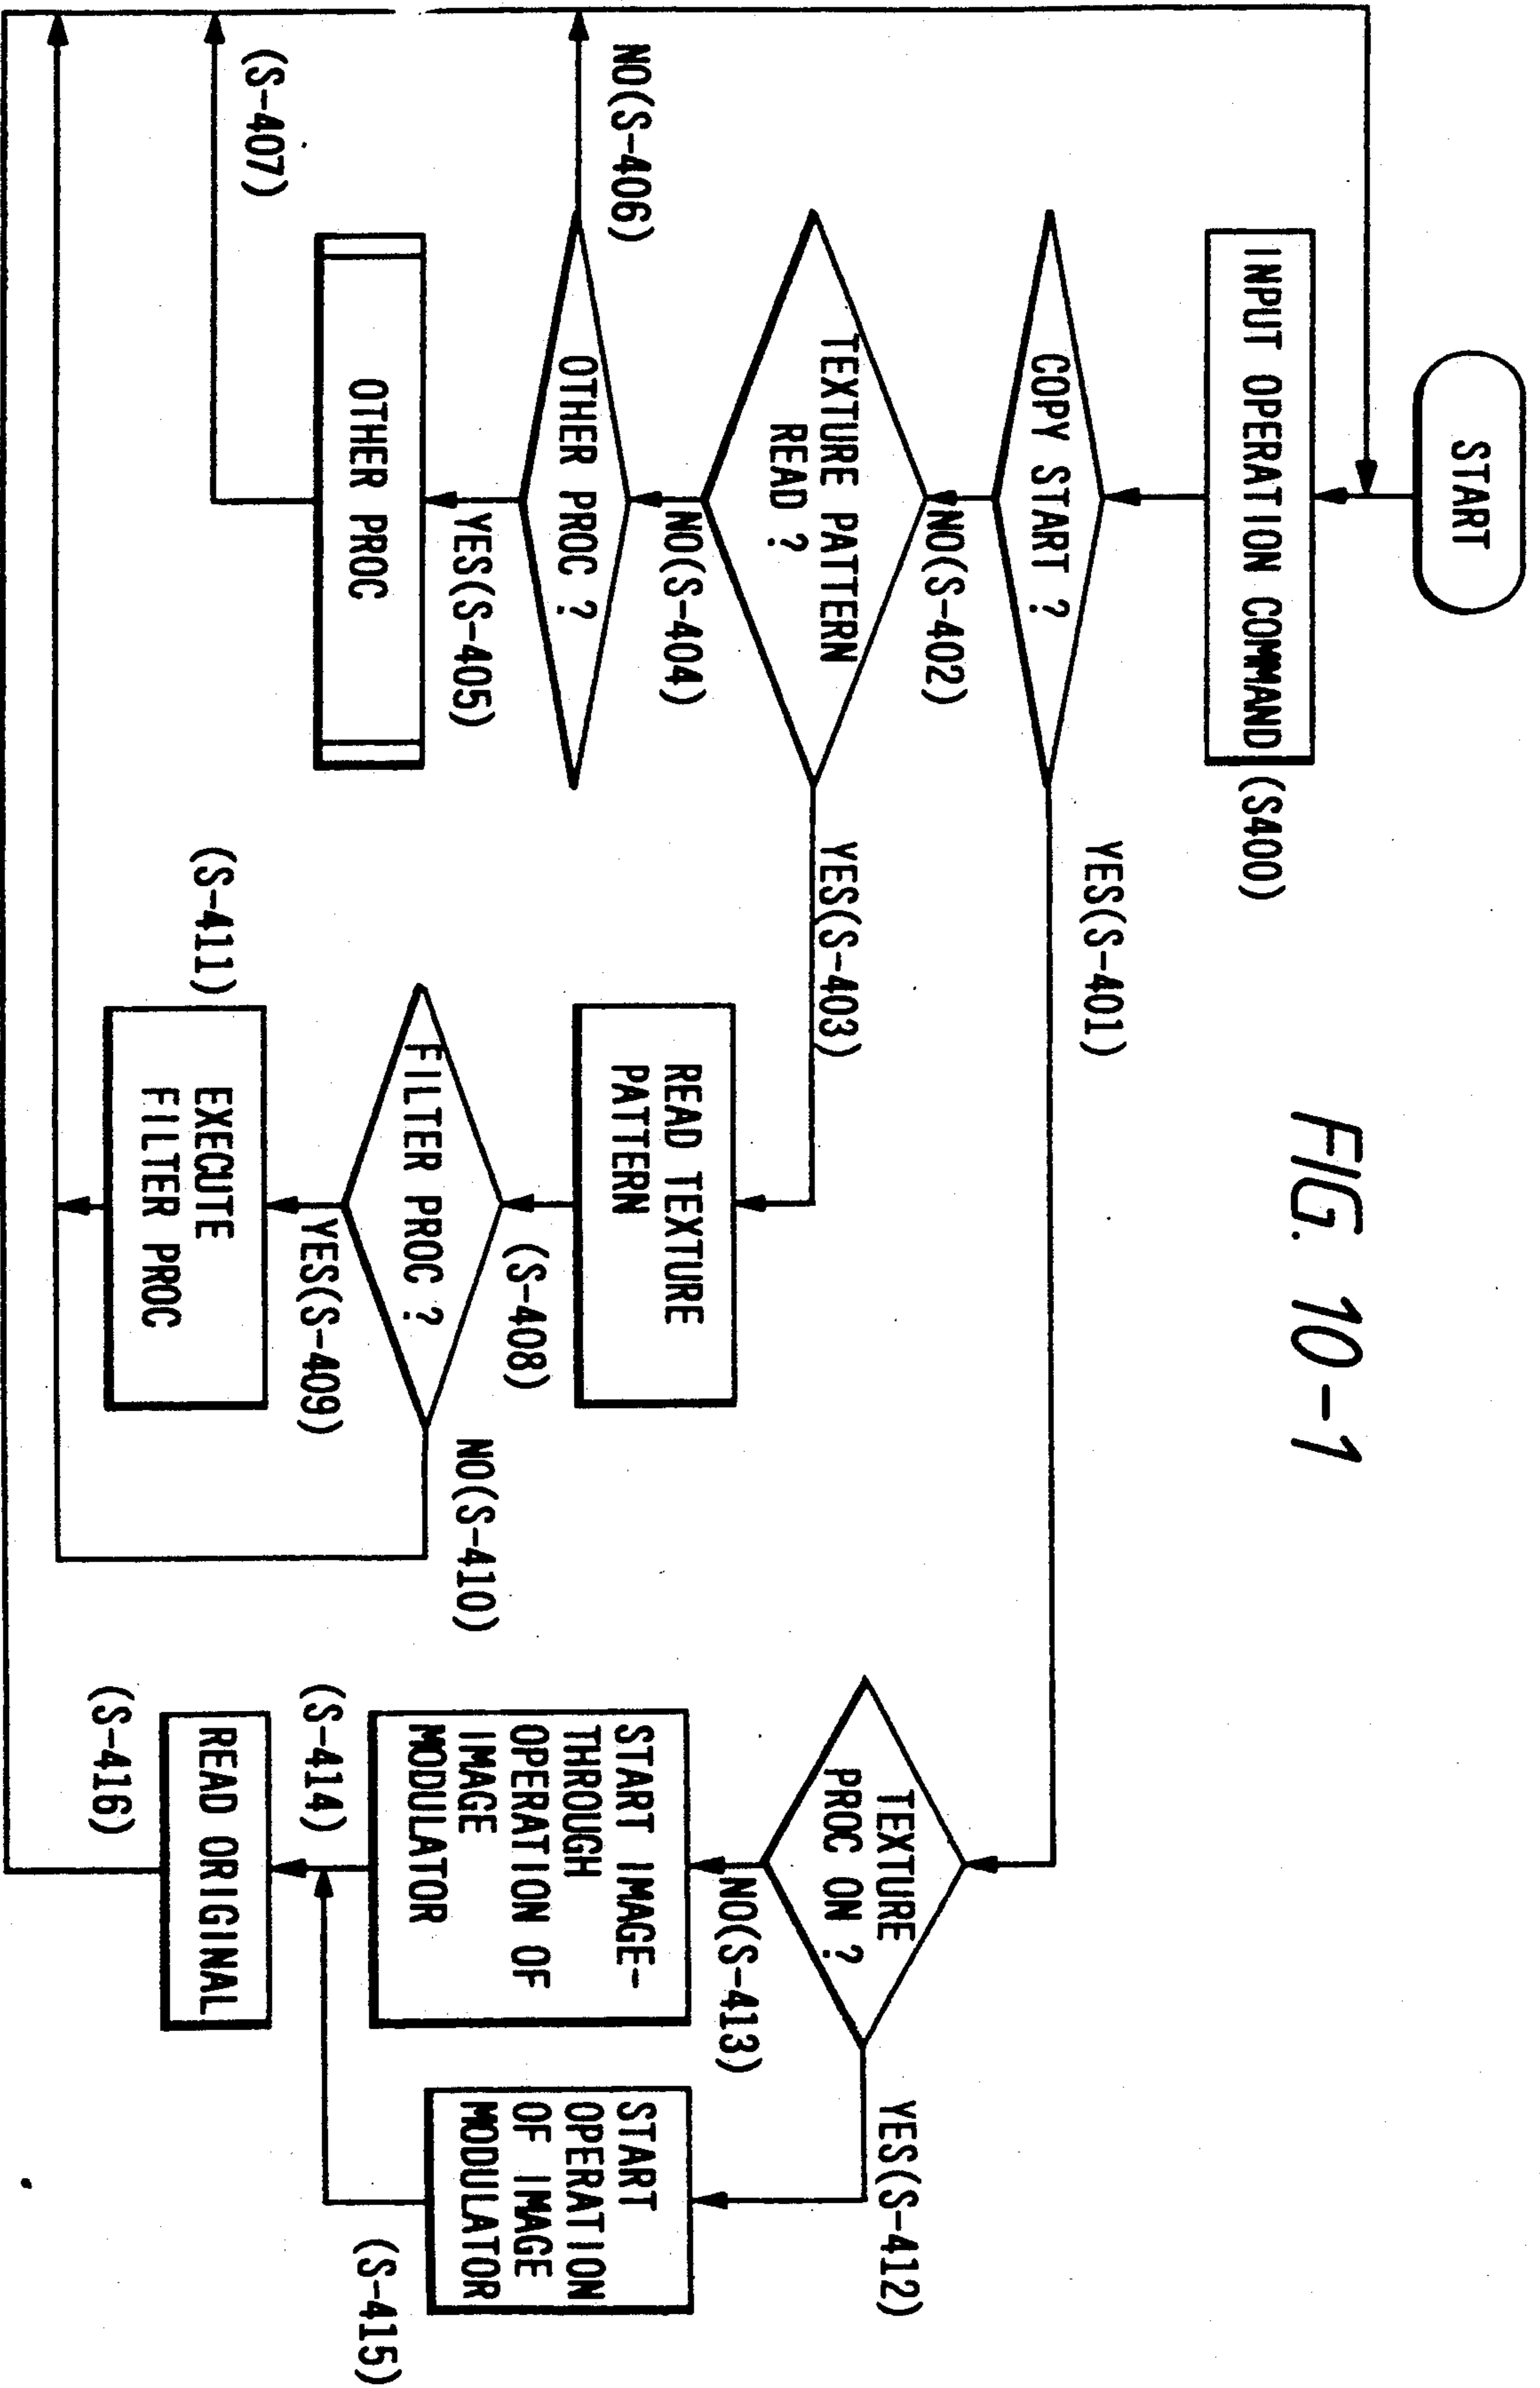 FIG. 10-1
START
INPUT OPERATION COMMAND
(S400)
COPY START ?
YES(S-401)
NO(S-402)
TEXTURE PATTERN
READ ?
YES(S-403)
NO(S-404)
OTHER PROC ?
NO(S-406)
YES(S-405)
OTHER PROC
(S-407)
READ TEXTURE
PATTERN
(S-408)
FILTER PROC ?
YES(S-409)
NO(S-410)
EXECUTE
FILTER PROC
(S-411)
TEXTURE
PROC ON ?
YES(S-412)
NO(S-413)
START IMAGE-
THROUGH
OPERATION OF
IMAGE
MODULATOR
(S-414)
START
OPERATION
OF IMAGE
MODULATOR
(S-415)
READ ORIGINAL
(S-416)